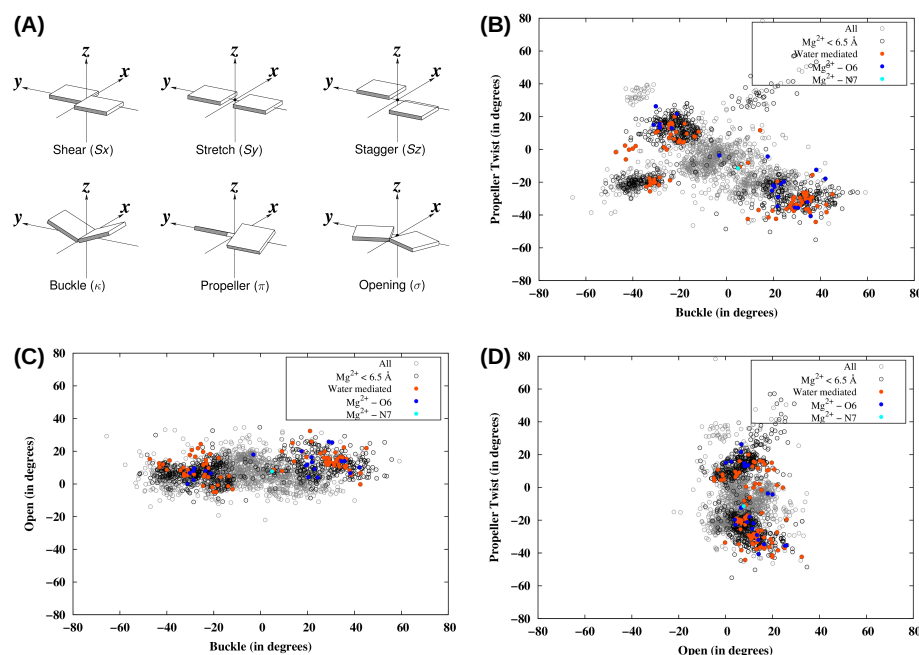 (A)
z
y
x
Shear (Sx)
z
y
x
Stretch (Sy)
z
y
x
Stagger (Sz)
z
y
x
Buckle (κ)
z
y
x
Propeller (π)
z
y
x
Opening (σ)
(B)
Propeller Twist (in degrees)
80
60
40
20
0
−20
−40
−60
−80
−80 −60 −40 −20 0 20 40 60 80
Buckle (in degrees)
All
Mg2+ < 6.5 Å
Water mediated
Mg2+ − O6
Mg2+ − N7
(C)
Open (in degrees)
80
60
40
20
0
−20
−40
−60
−80
−80 −60 −40 −20 0 20 40 60 80
Buckle (in degrees)
All
Mg2+ < 6.5 Å
Water mediated
Mg2+ − O6
Mg2+ − N7
(D)
Propeller Twist (in degrees)
80
60
40
20
0
−20
−40
−60
−80
−80 −60 −40 −20 0 20 40 60 80
Open (in degrees)
All
Mg2+ < 6.5 Å
Water mediated
Mg2+ − O6
Mg2+ − N7